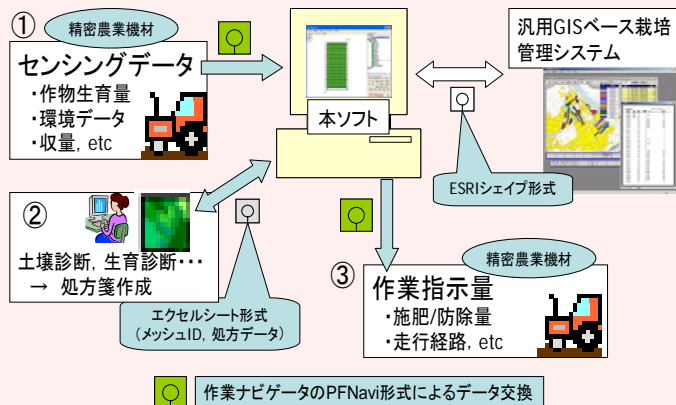 ①
精密農業機材
センシングデータ
・作物生育量
・環境データ
・収量, etc
本ソフト
汎用GISベース栽培
管理システム
ESRIシェイプ形式
②
土壌診断, 生育診断・・・
→ 処方箋作成
エクセルシート形式
(メッシュID, 処方データ)
③
精密農業機材
作業指示量
・施肥/防除量
・走行経路, etc
作業ナビゲータのPFNavi形式によるデータ交換